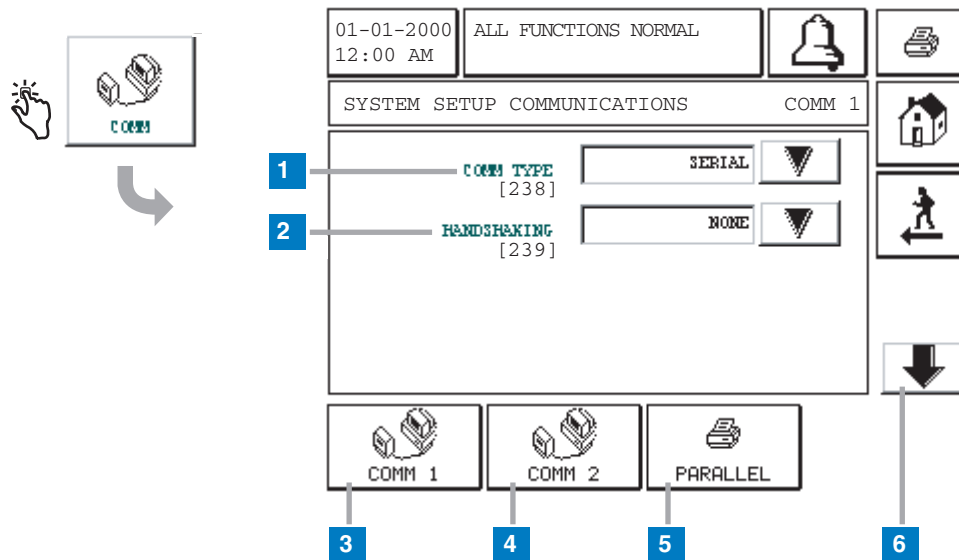 01-01-2000
12:00 AM
ALL FUNCTIONS NORMAL
SYSTEM SETUP COMMUNICATIONS COMM 1
COMM
1
COMM TYPE
SERIAL
[238]
2
HANDSHAKING
NONE
[239]
COMM 1
COMM 2
PARALLEL
3
4
5
6